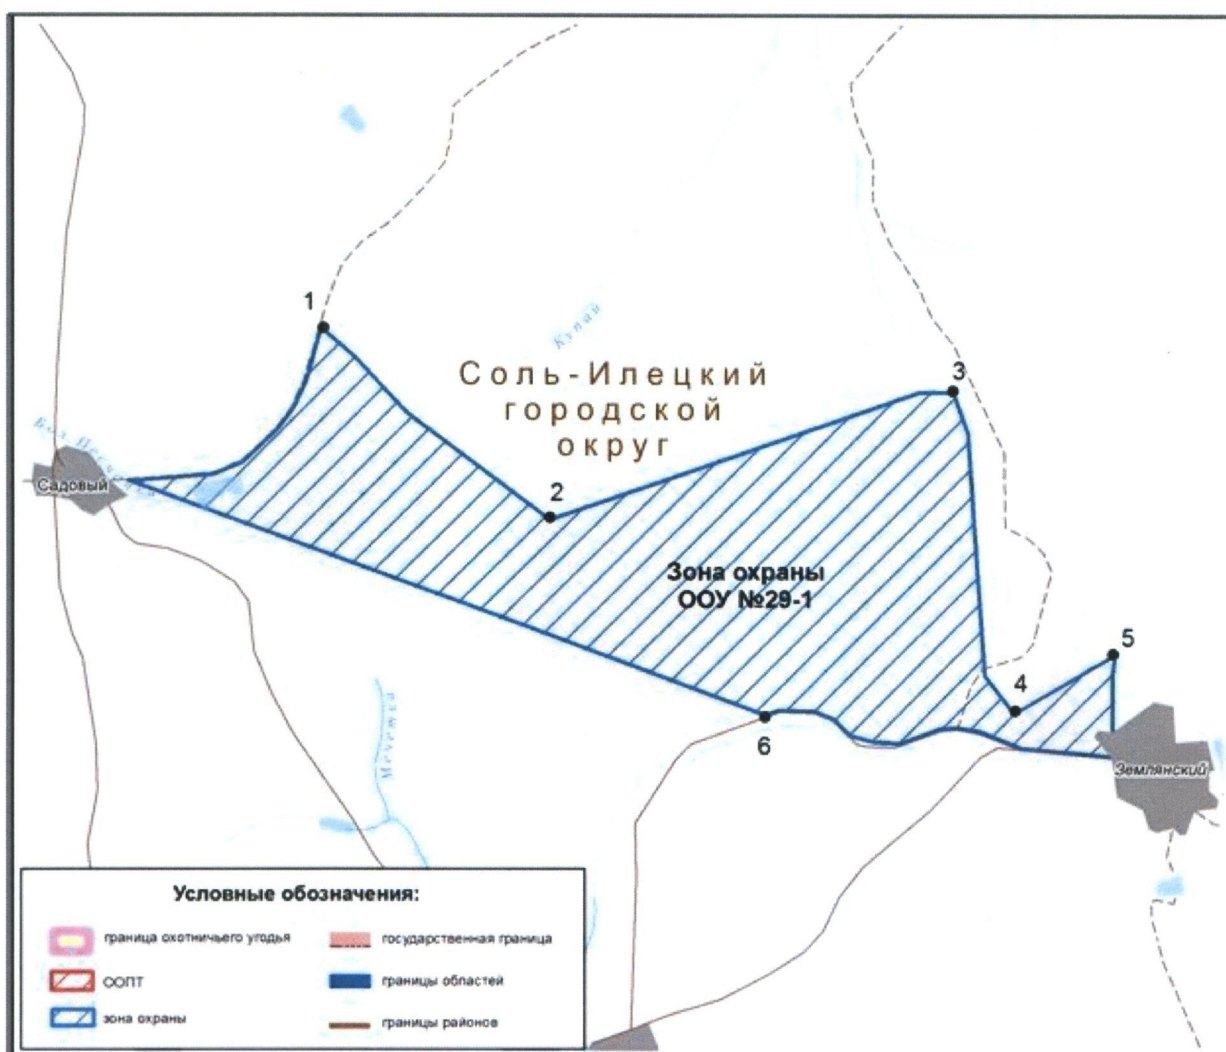 1
Купай
3
Соль-Илецкий
городской
округ
Садовый
2
Зона охраны
ООУ №29-1
5
4
6
Мечетка
Землянский
Условные обозначения:
граница охотничьего угодья
государственная граница
ООПТ
границы областей
зона охраны
границы районов